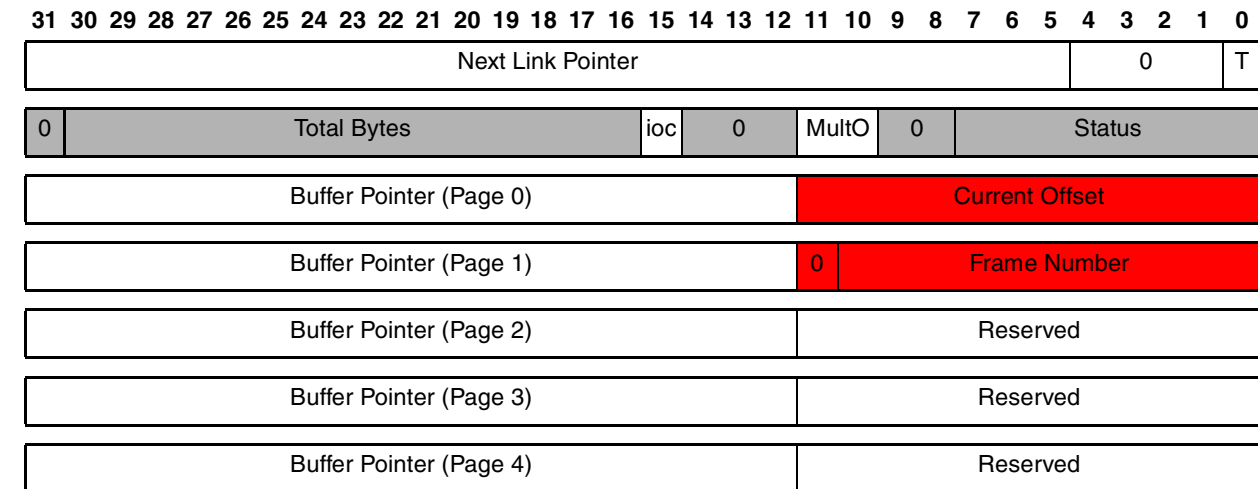 31 30 29 28 27 26 25 24 23 22 21 20 19 18 17 16 15 14 13 12 11 10 9 8 7 6 5 4 3 2 1 0
Next Link Pointer 0 T
0 Total Bytes ioc 0 MultO 0 Status
Buffer Pointer (Page 0) Current Offset
Buffer Pointer (Page 1) 0 Frame Number
Buffer Pointer (Page 2) Reserved
Buffer Pointer (Page 3) Reserved
Buffer Pointer (Page 4) Reserved